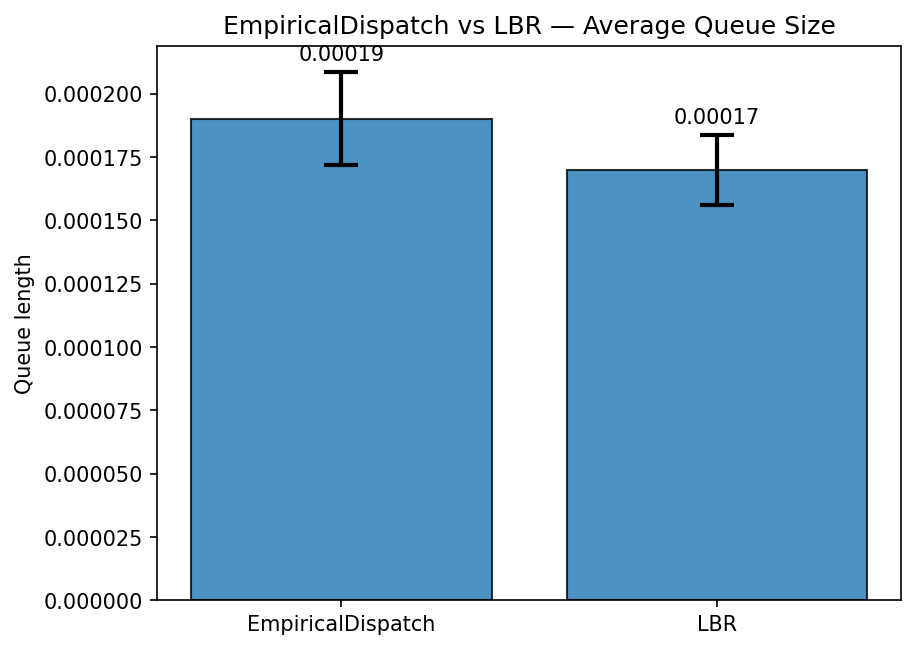 EmpiricalDispatch vs LBR — Average Queue Size
0.00019
0.00017
0.000200
0.000175
0.000150
0.000125
0.000100
0.000075
0.000050
0.000025
0.000000
Queue length
EmpiricalDispatch
LBR